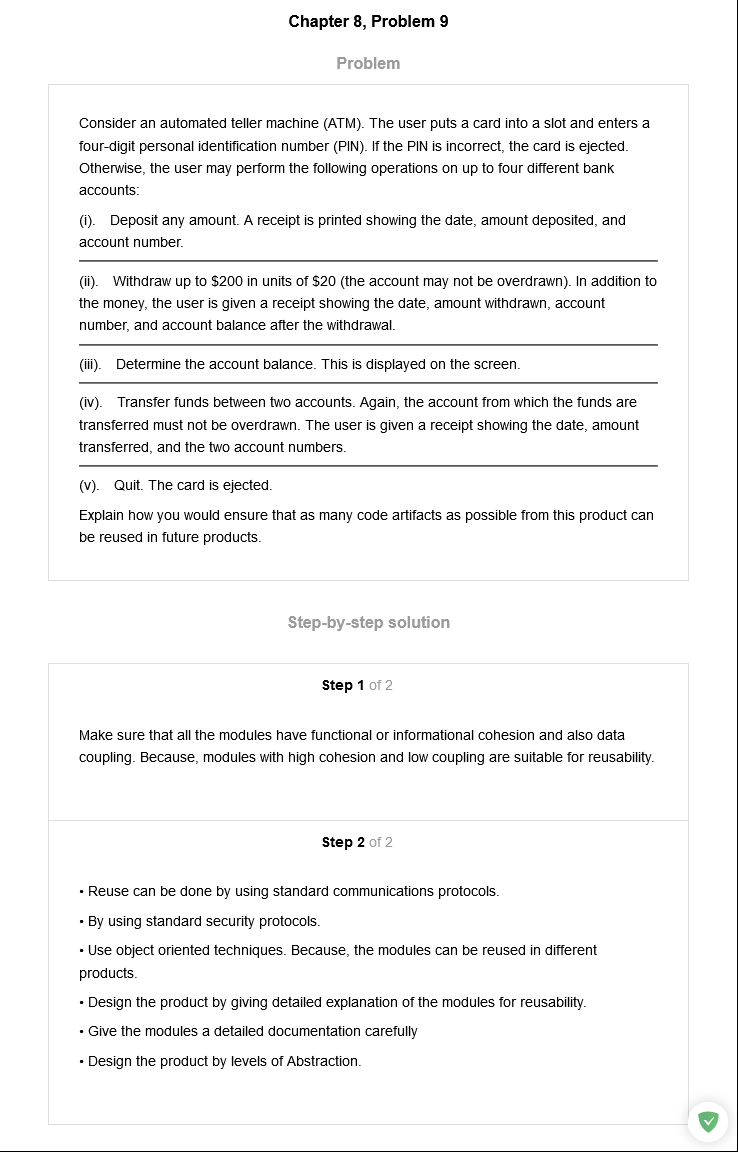 Chapter 8, Problem 9
Problem
Consider an automated teller machine (ATM). The user puts a card into a slot and enters a
four-digit personal identification number (PIN). If the PIN is incorrect, the card is ejected.
Otherwise, the user may perform the following operations on up to four different bank
accounts:
(i). Deposit any amount. A receipt is printed showing the date, amount deposited, and
account number.
(ii). Withdraw up to $200 in units of $20 (the account may not be overdrawn). In addition to
the money, the user is given a receipt showing the date, amount withdrawn, account
number, and account balance after the withdrawal.
(iii). Determine the account balance. This is displayed on the screen.
(iv). Transfer funds between two accounts. Again, the account from which the funds are
transferred must not be overdrawn. The user is given a receipt showing the date, amount
transferred, and the two account numbers.
(v). Quit. The card is ejected.
Explain how you would ensure that as many code artifacts as possible from this product can
be reused in future products.
Step-by-step solution
Step 1 of 2
Make sure that all the modules have functional or informational cohesion and also data
coupling. Because, modules with high cohesion and low coupling are suitable for reusability.
Step 2 of 2
• Reuse can be done by using standard communications protocols.
• By using standard security protocols.
• Use object oriented techniques. Because, the modules can be reused in different
products.
• Design the product by giving detailed explanation of the modules for reusability.
• Give the modules a detailed documentation carefully
• Design the product by levels of Abstraction.